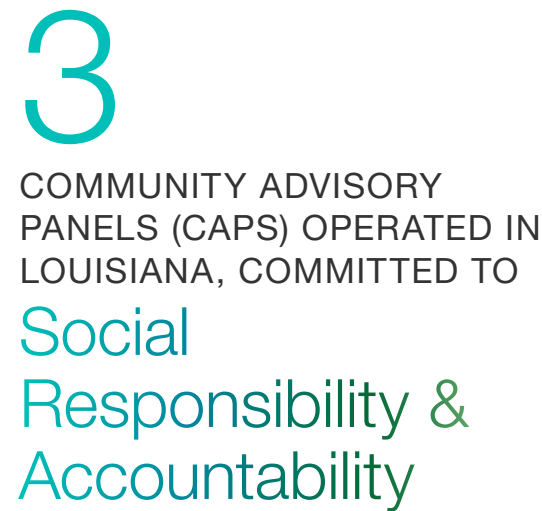 3
COMMUNITY ADVISORY
PANELS (CAPS) OPERATED IN
LOUISIANA, COMMITTED TO
Social
Responsibility &
Accountability